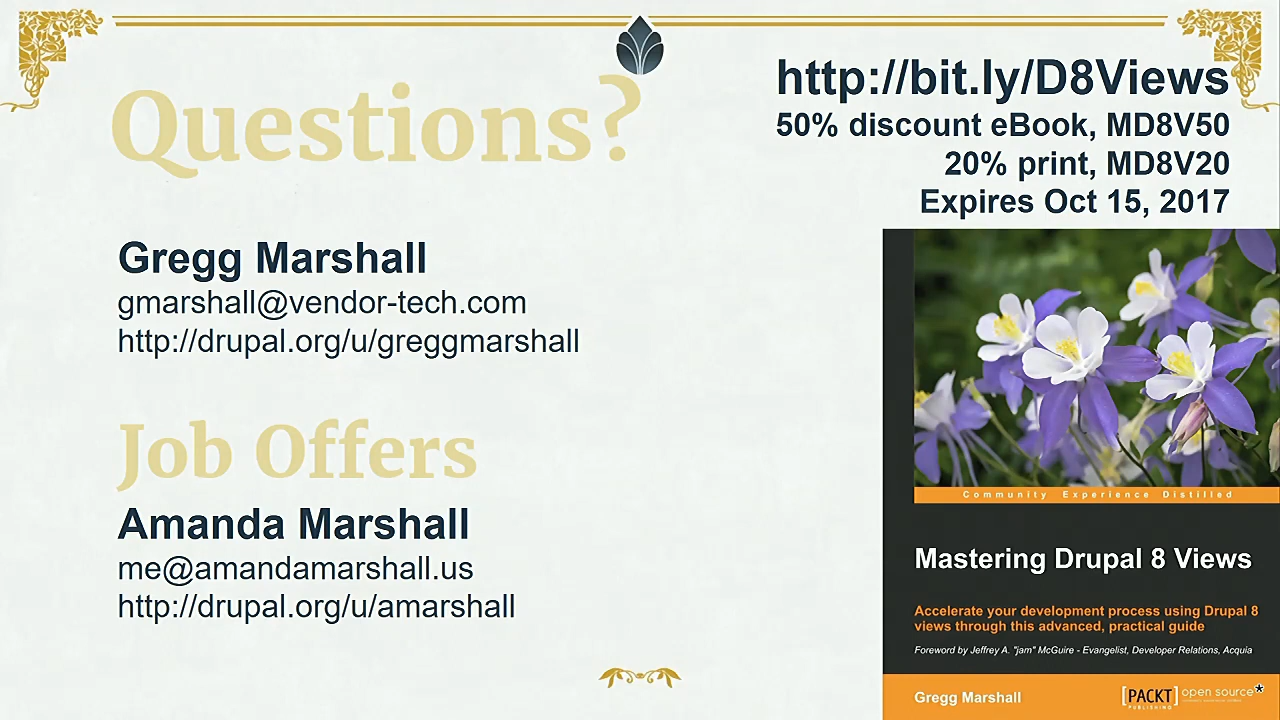 Questions?
Gregg Marshall
gmarshall@vendor-tech.com
http://drupal.org/u/greggmarshall
Job Offers
Amanda Marshall
me@amandamarshall.us
http://drupal.org/u/amarshall
http://bit.ly/D8Views
50% discount eBook, MD8V50
20% print, MD8V20
Expires Oct 15, 2017
Community Experience Distilled
Mastering Drupal 8 Views
Accelerate your development process using Drupal 8
views through this advanced, practical guide
Foreword by Jeffrey A. "jam" McGuire - Evangelist, Developer Relations, Acquia
Gregg Marshall
[PACKT] open source*
PUBLISHING